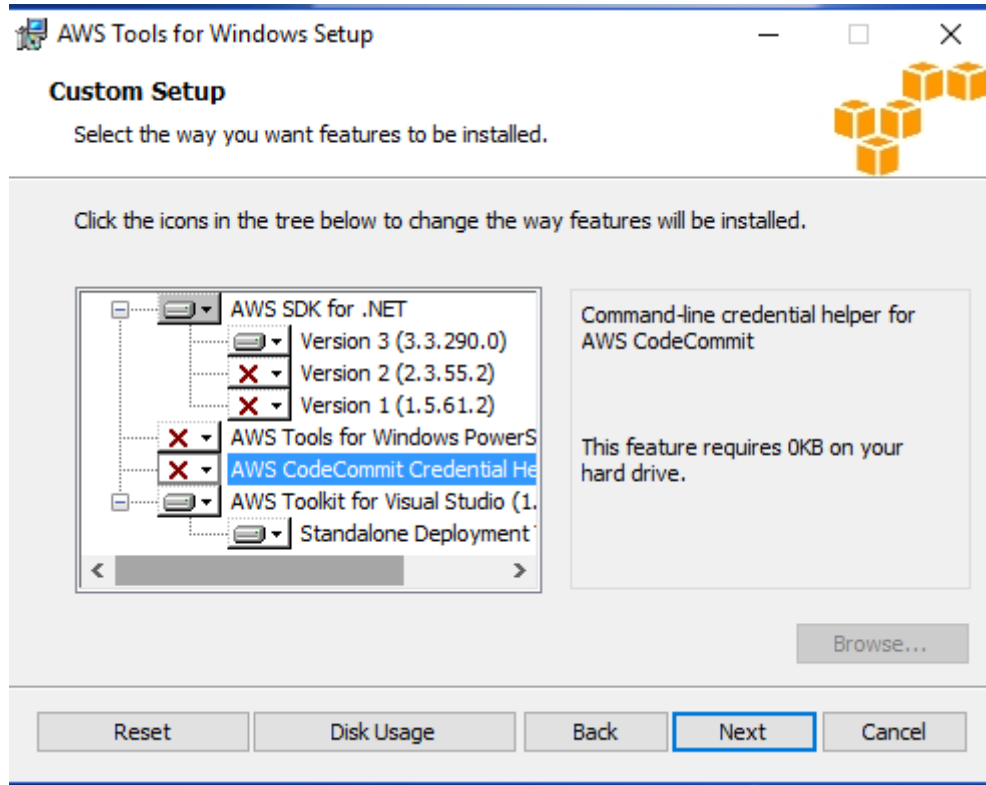 AWS Tools for Windows Setup
Custom Setup
Select the way you want features to be installed.
Click the icons in the tree below to change the way features will be installed.
AWS SDK for .NET
Version 3 (3.3.290.0)
Version 2 (2.3.55.2)
Version 1 (1.5.61.2)
AWS Tools for Windows PowerS
AWS CodeCommit Credential He
AWS Toolkit for Visual Studio (1.
Standalone Deployment
Command-line credential helper for
AWS CodeCommit
This feature requires 0KB on your
hard drive.
Browse...
Reset
Disk Usage
Back
Next
Cancel